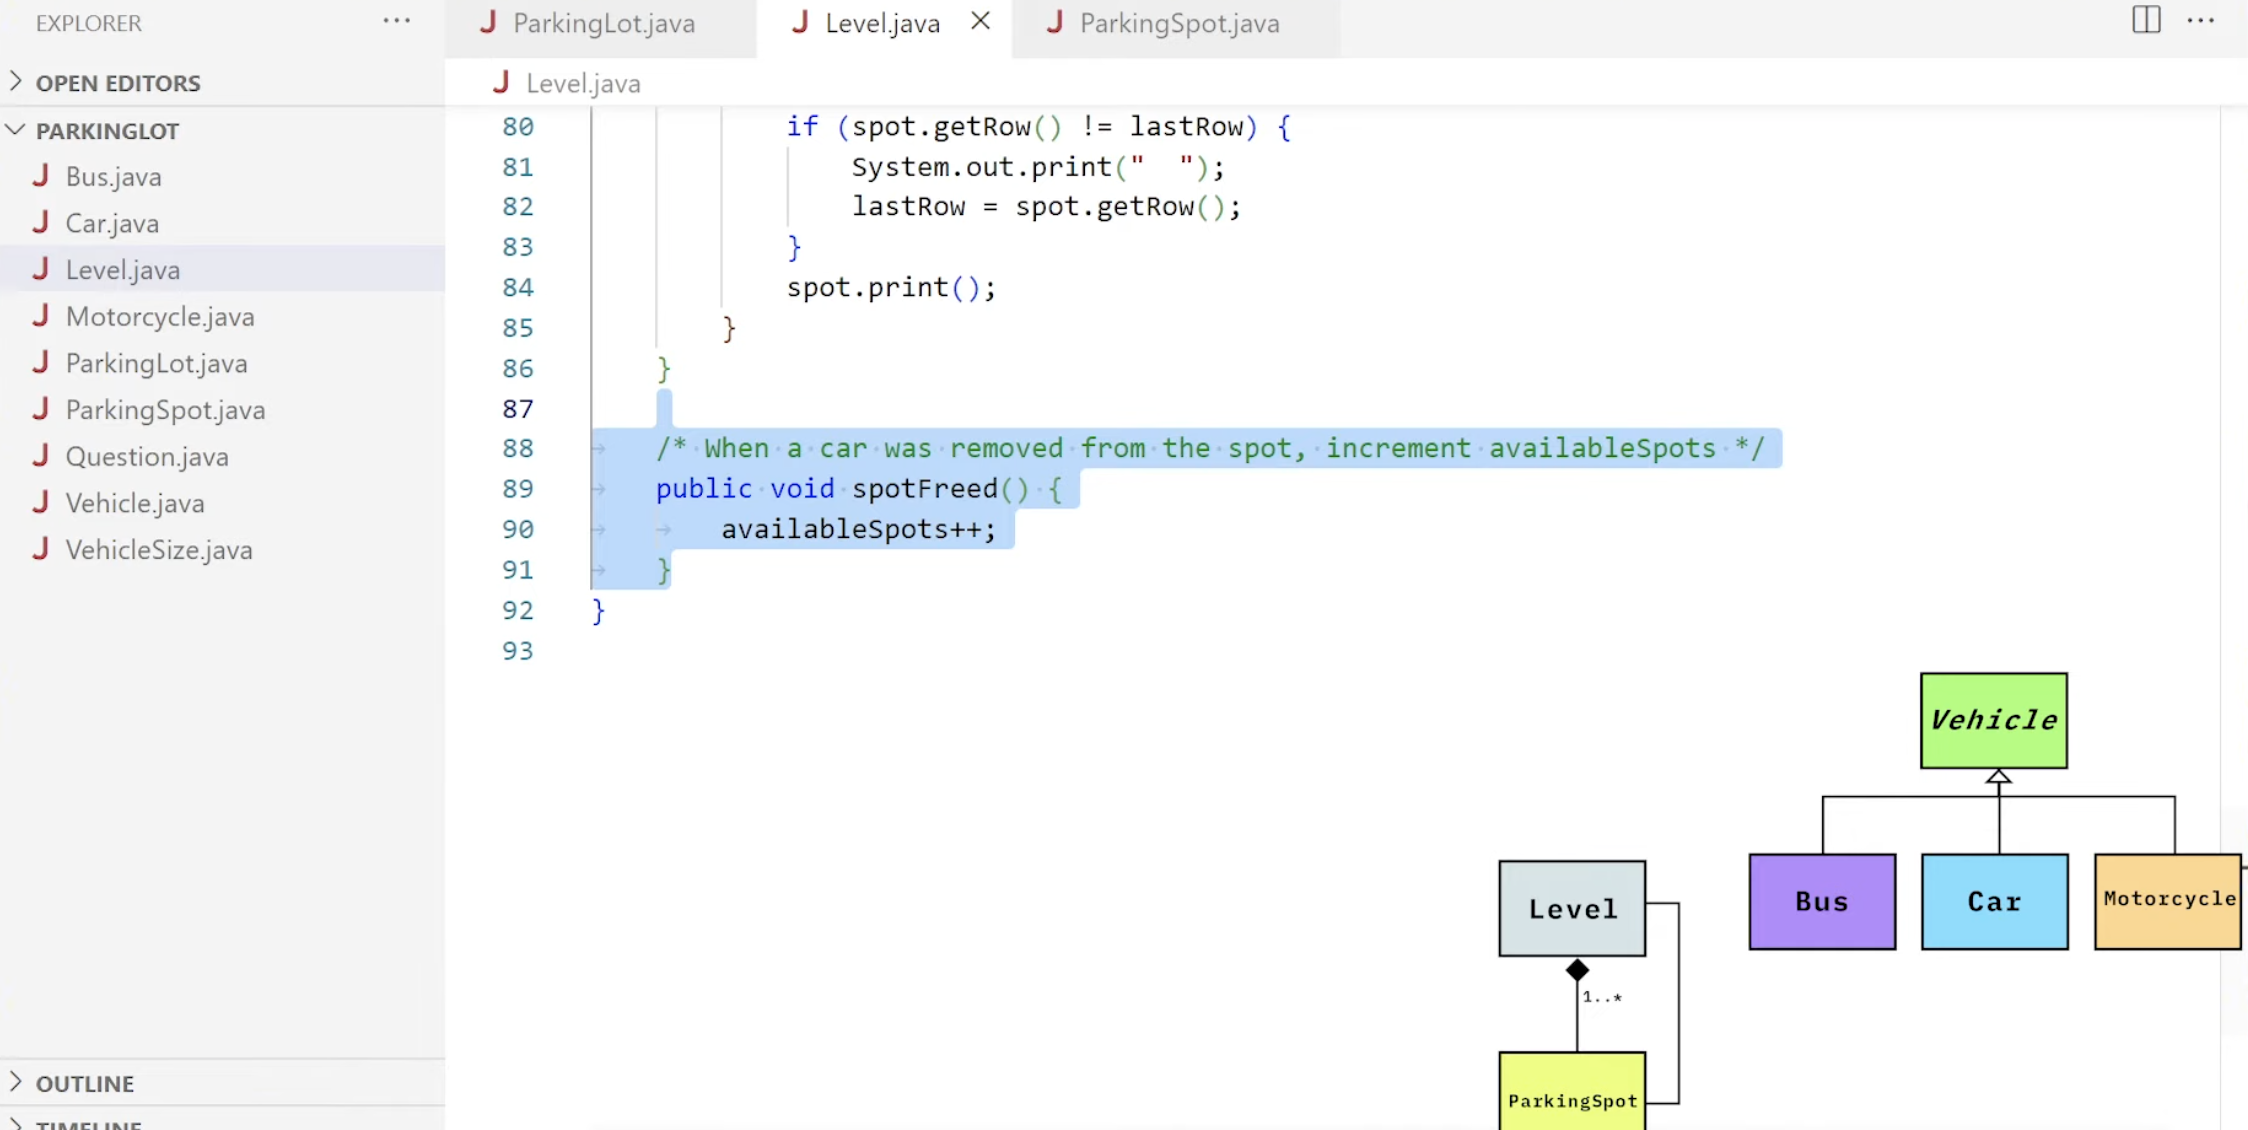 EXPLORER
OPEN EDITORS
PARKINGLOT
J Bus.java
J Car.java
J Level.java
J Motorcycle.java
J ParkingLot.java
J ParkingSpot.java
J Question.java
J Vehicle.java
J VehicleSize.java
OUTLINE
TIMELINE
J ParkingLot.java
J Level.java
J ParkingSpot.java
J Level.java
80 if (spot.getRow() != lastRow) {
81 System.out.print("  ");
82 lastRow = spot.getRow();
83 }
84 spot.print();
85 }
86 }
87
88 /* When a car was removed from the spot, increment availableSpots */
89 public void spotFreed() {
90 availableSpots++;
91 }
92 }
93
Vehicle
Bus
Car
Motorcycle
Level
1..*
ParkingSpot